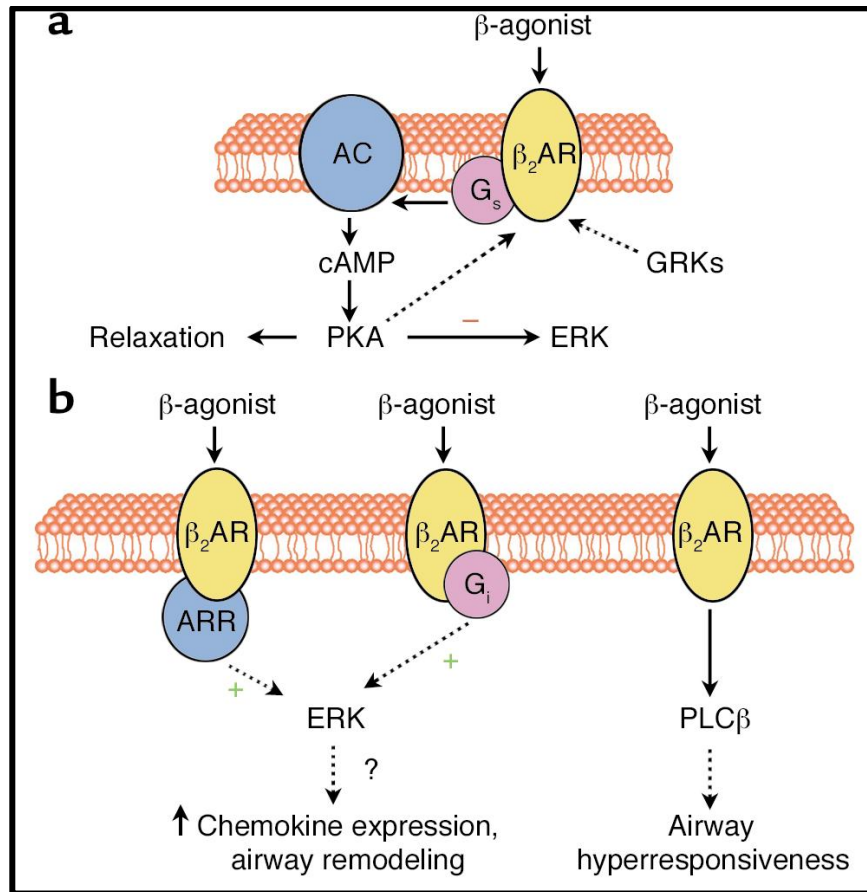 a
β-agonist
AC
β₂AR
Gₛ
cAMP
GRKs
Relaxation
PKA
−
ERK
b
β-agonist
β-agonist
β-agonist
β₂AR
β₂AR
β₂AR
ARR
Gᵢ
+
+
ERK
PLCβ
?
↑ Chemokine expression,
airway remodeling
Airway
hyperresponsiveness